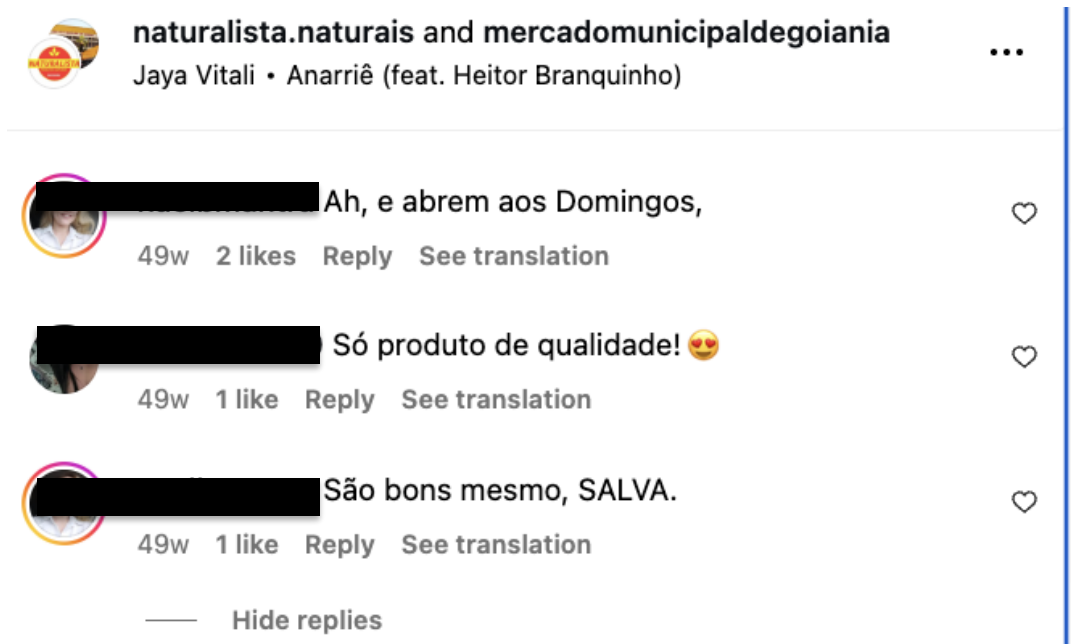 naturalista.naturais and mercadomunicipaldegoiania
Jaya Vitali • Anarriê (feat. Heitor Branquinho)
NATURALISTA
Ah, e abrem aos Domingos,
49w 2 likes Reply See translation
Só produto de qualidade!😍
49w 1 like Reply See translation
São bons mesmo, SALVA.
49w 1 like Reply See translation
Hide replies